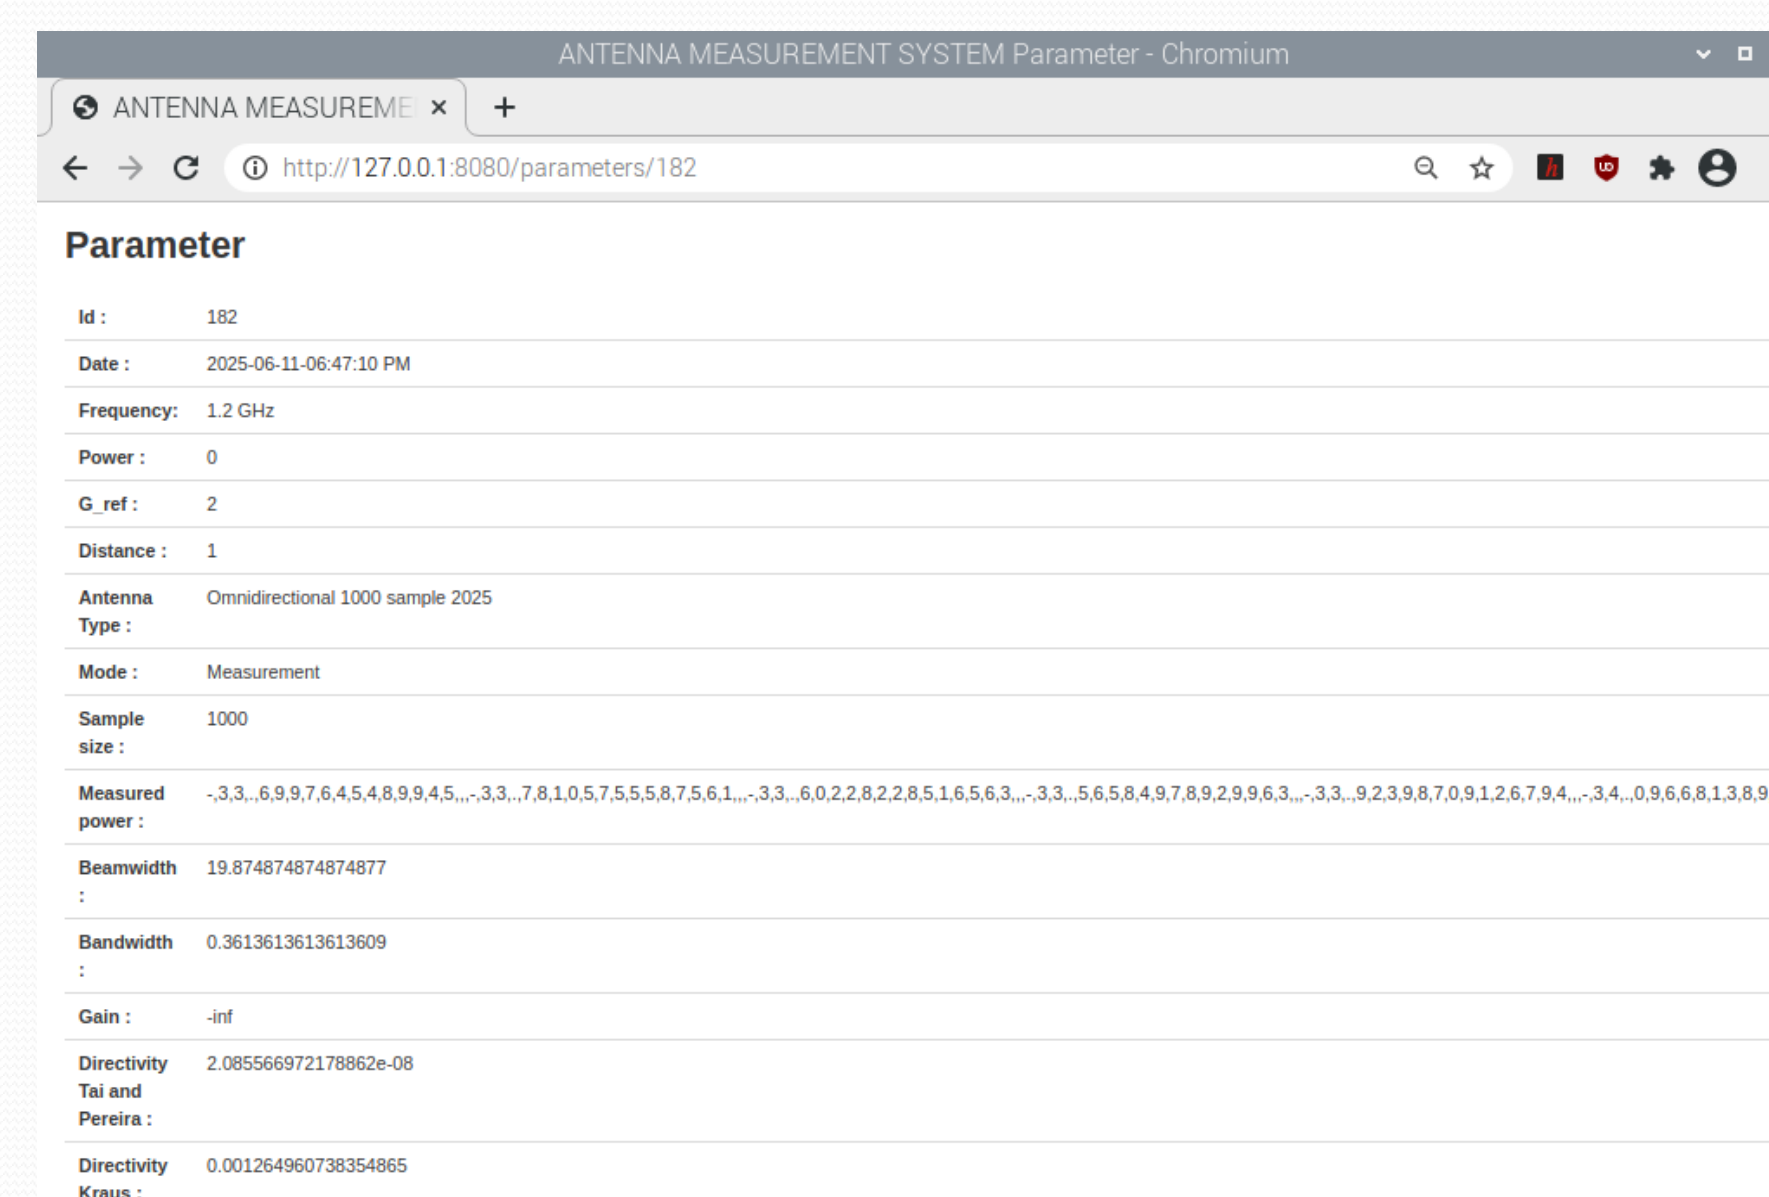 ANTENNA MEASUREMENT SYSTEM Parameter - Chromium
ANTENNA MEASUREME
http://127.0.0.1:8080/parameters/182
Parameter
Id : 182
Date : 2025-06-11-06:47:10 PM
Frequency: 1.2 GHz
Power : 0
G_ref : 2
Distance : 1
Antenna Type : Omnidirectional 1000 sample 2025
Mode : Measurement
Sample size : 1000
Measured power : -,3,3,.,6,9,9,7,6,4,5,4,8,9,9,4,5,,,-,3,3,.,7,8,1,0,5,7,5,5,5,8,7,5,6,1,,,-,3,3,.,6,0,2,2,8,2,2,8,5,1,6,5,6,3,,,-,3,3,.,5,6,5,8,4,9,7,8,9,2,9,9,6,3,,,-,3,3,.,9,2,3,9,8,7,0,9,1,2,6,7,9,4,,,-,3,4,.,0,9,6,6,8,1,3,8,9
Beamwidth : 19.874874874874877
Bandwidth : 0.3613613613613609
Gain : -inf
Directivity Tai and Pereira : 2.085566972178862e-08
Directivity Kraus : 0.001264960738354865